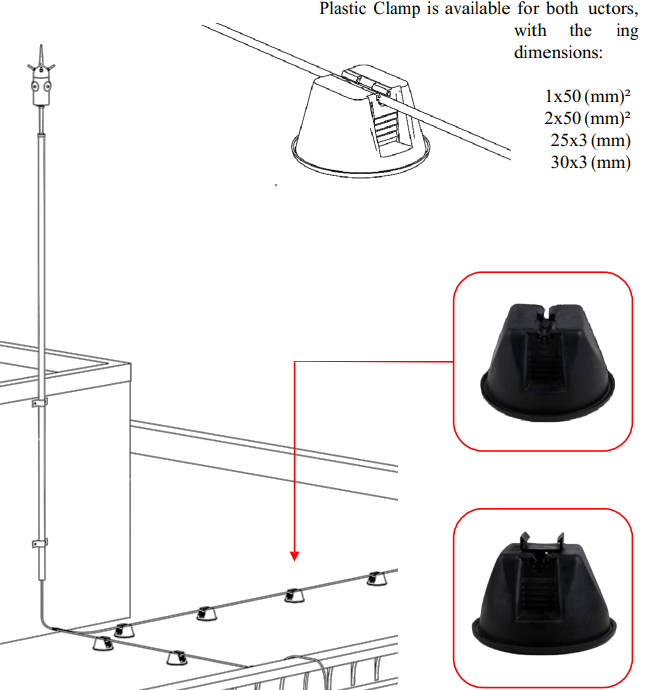 Plastic Clamp is available for both uctors,
with the ing
dimensions:
1x50 (mm)²
2x50 (mm)²
25x3 (mm)
30x3 (mm)